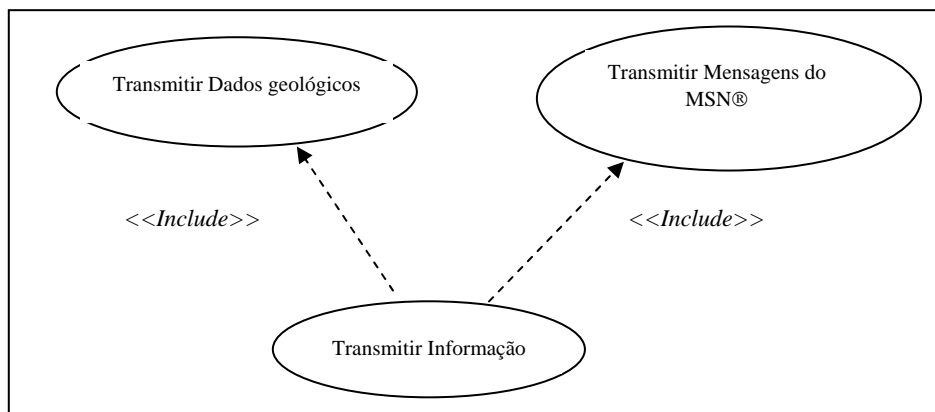 Transmitir Dados geológicos
Transmitir Mensagens do
MSN®
<<Include>>
<<Include>>
Transmitir Informação